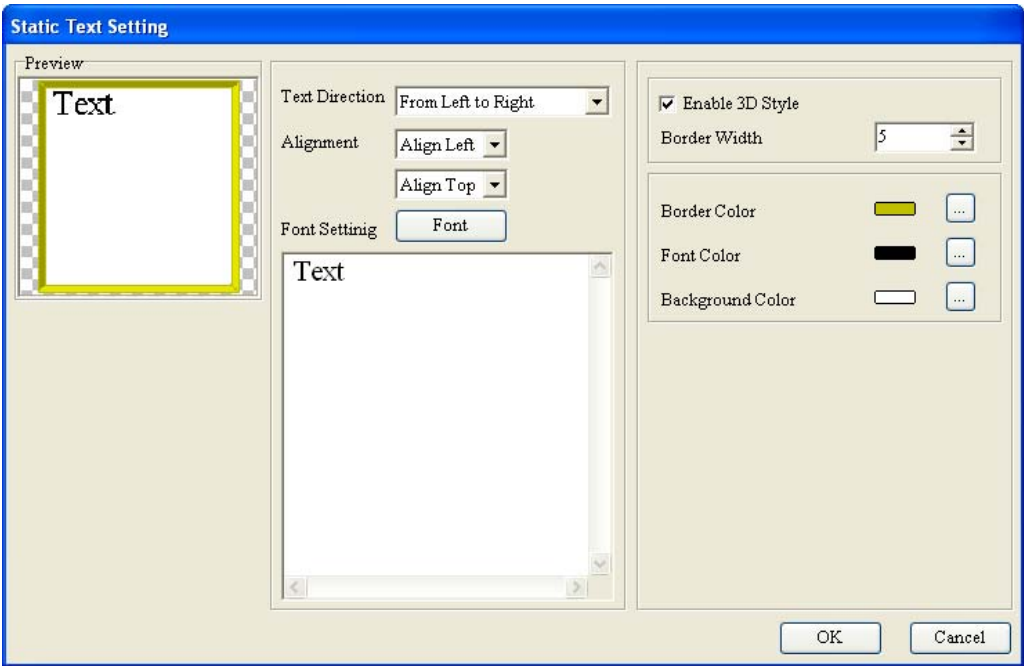 Static Text Setting
Preview
Text
Text Direction
From Left to Right
Alignment
Align Left
Align Top
Font Settinig
Font
Text
Enable 3D Style
Border Width
5
Border Color
...
Font Color
...
Background Color
...
OK
Cancel